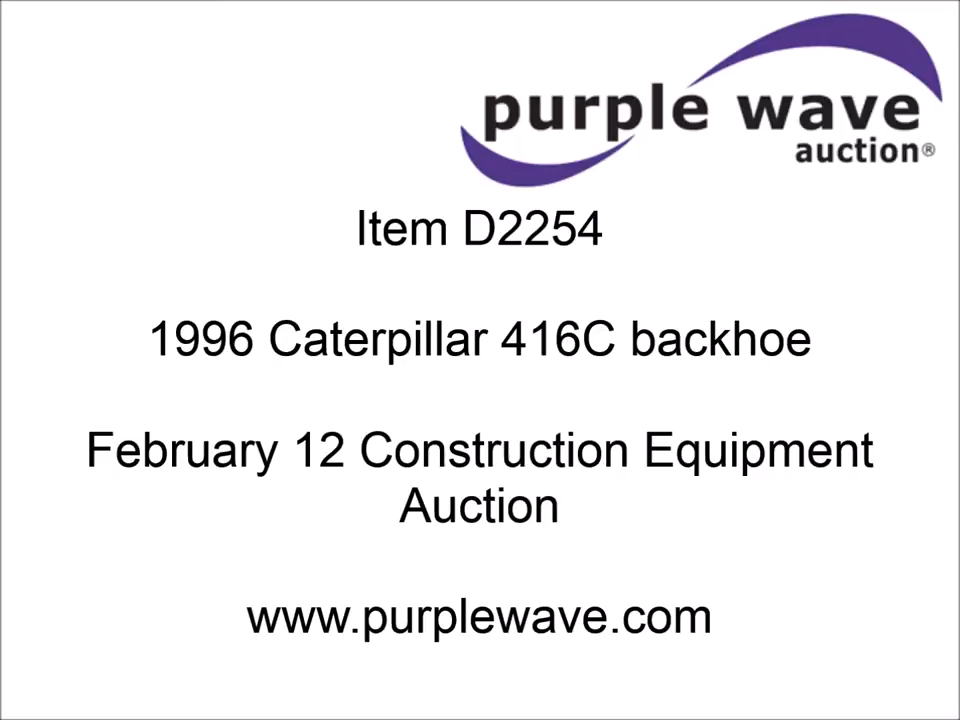 purple wave
auction®
Item D2254
1996 Caterpillar 416C backhoe
February 12 Construction Equipment
Auction
www.purplewave.com